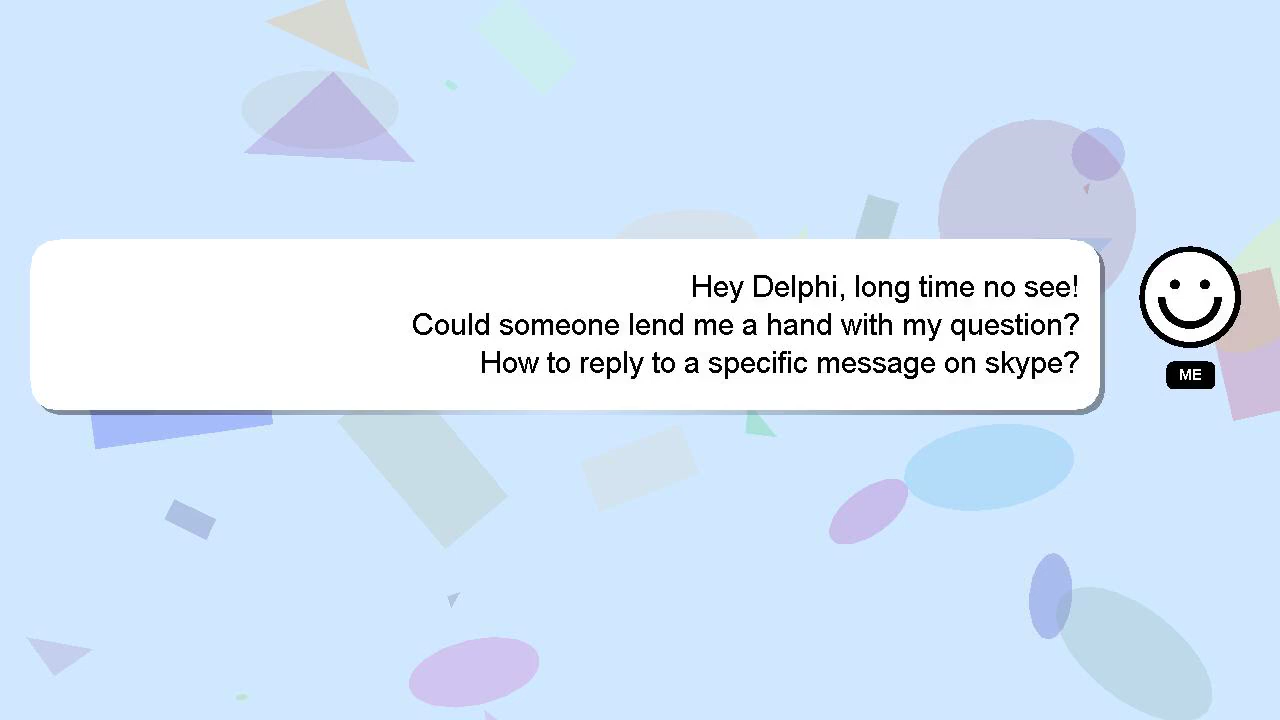 Hey Delphi, long time no see!
Could someone lend me a hand with my question?
How to reply to a specific message on skype?
ME